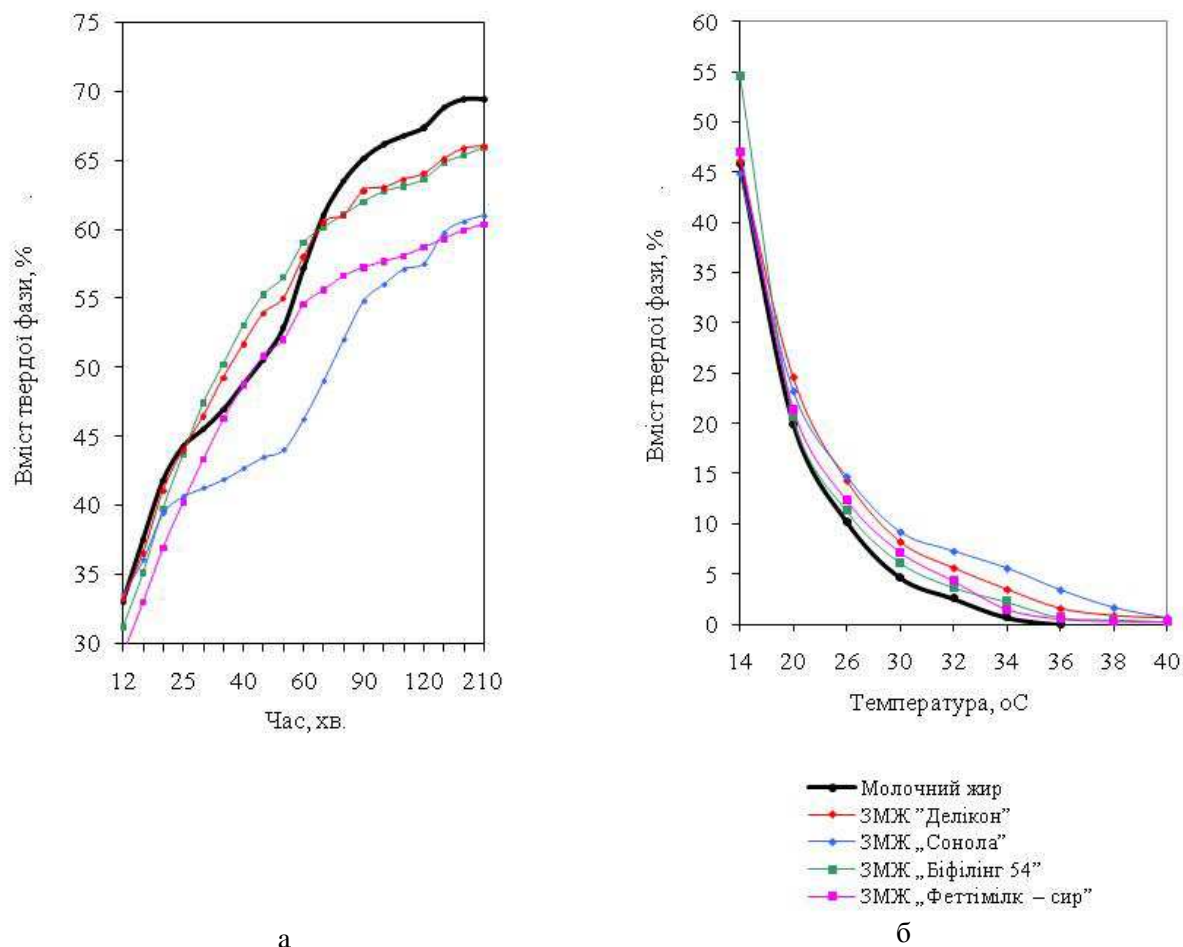 75
70
65
60
55
50
45
40
35
30
Вміст твердої фази, %
12 25 40 60 90 120 210
Час, хв.
60
55
50
45
40
35
30
25
20
15
10
5
0
Вміст твердої фази, %
14 20 26 30 32 34 36 38 40
Температура, оС
Молочний жир
ЗМЖ ”Делікон”
ЗМЖ „Сонола”
ЗМЖ „Біфілінг 54”
ЗМЖ „Феттімілк – сир”
а
б